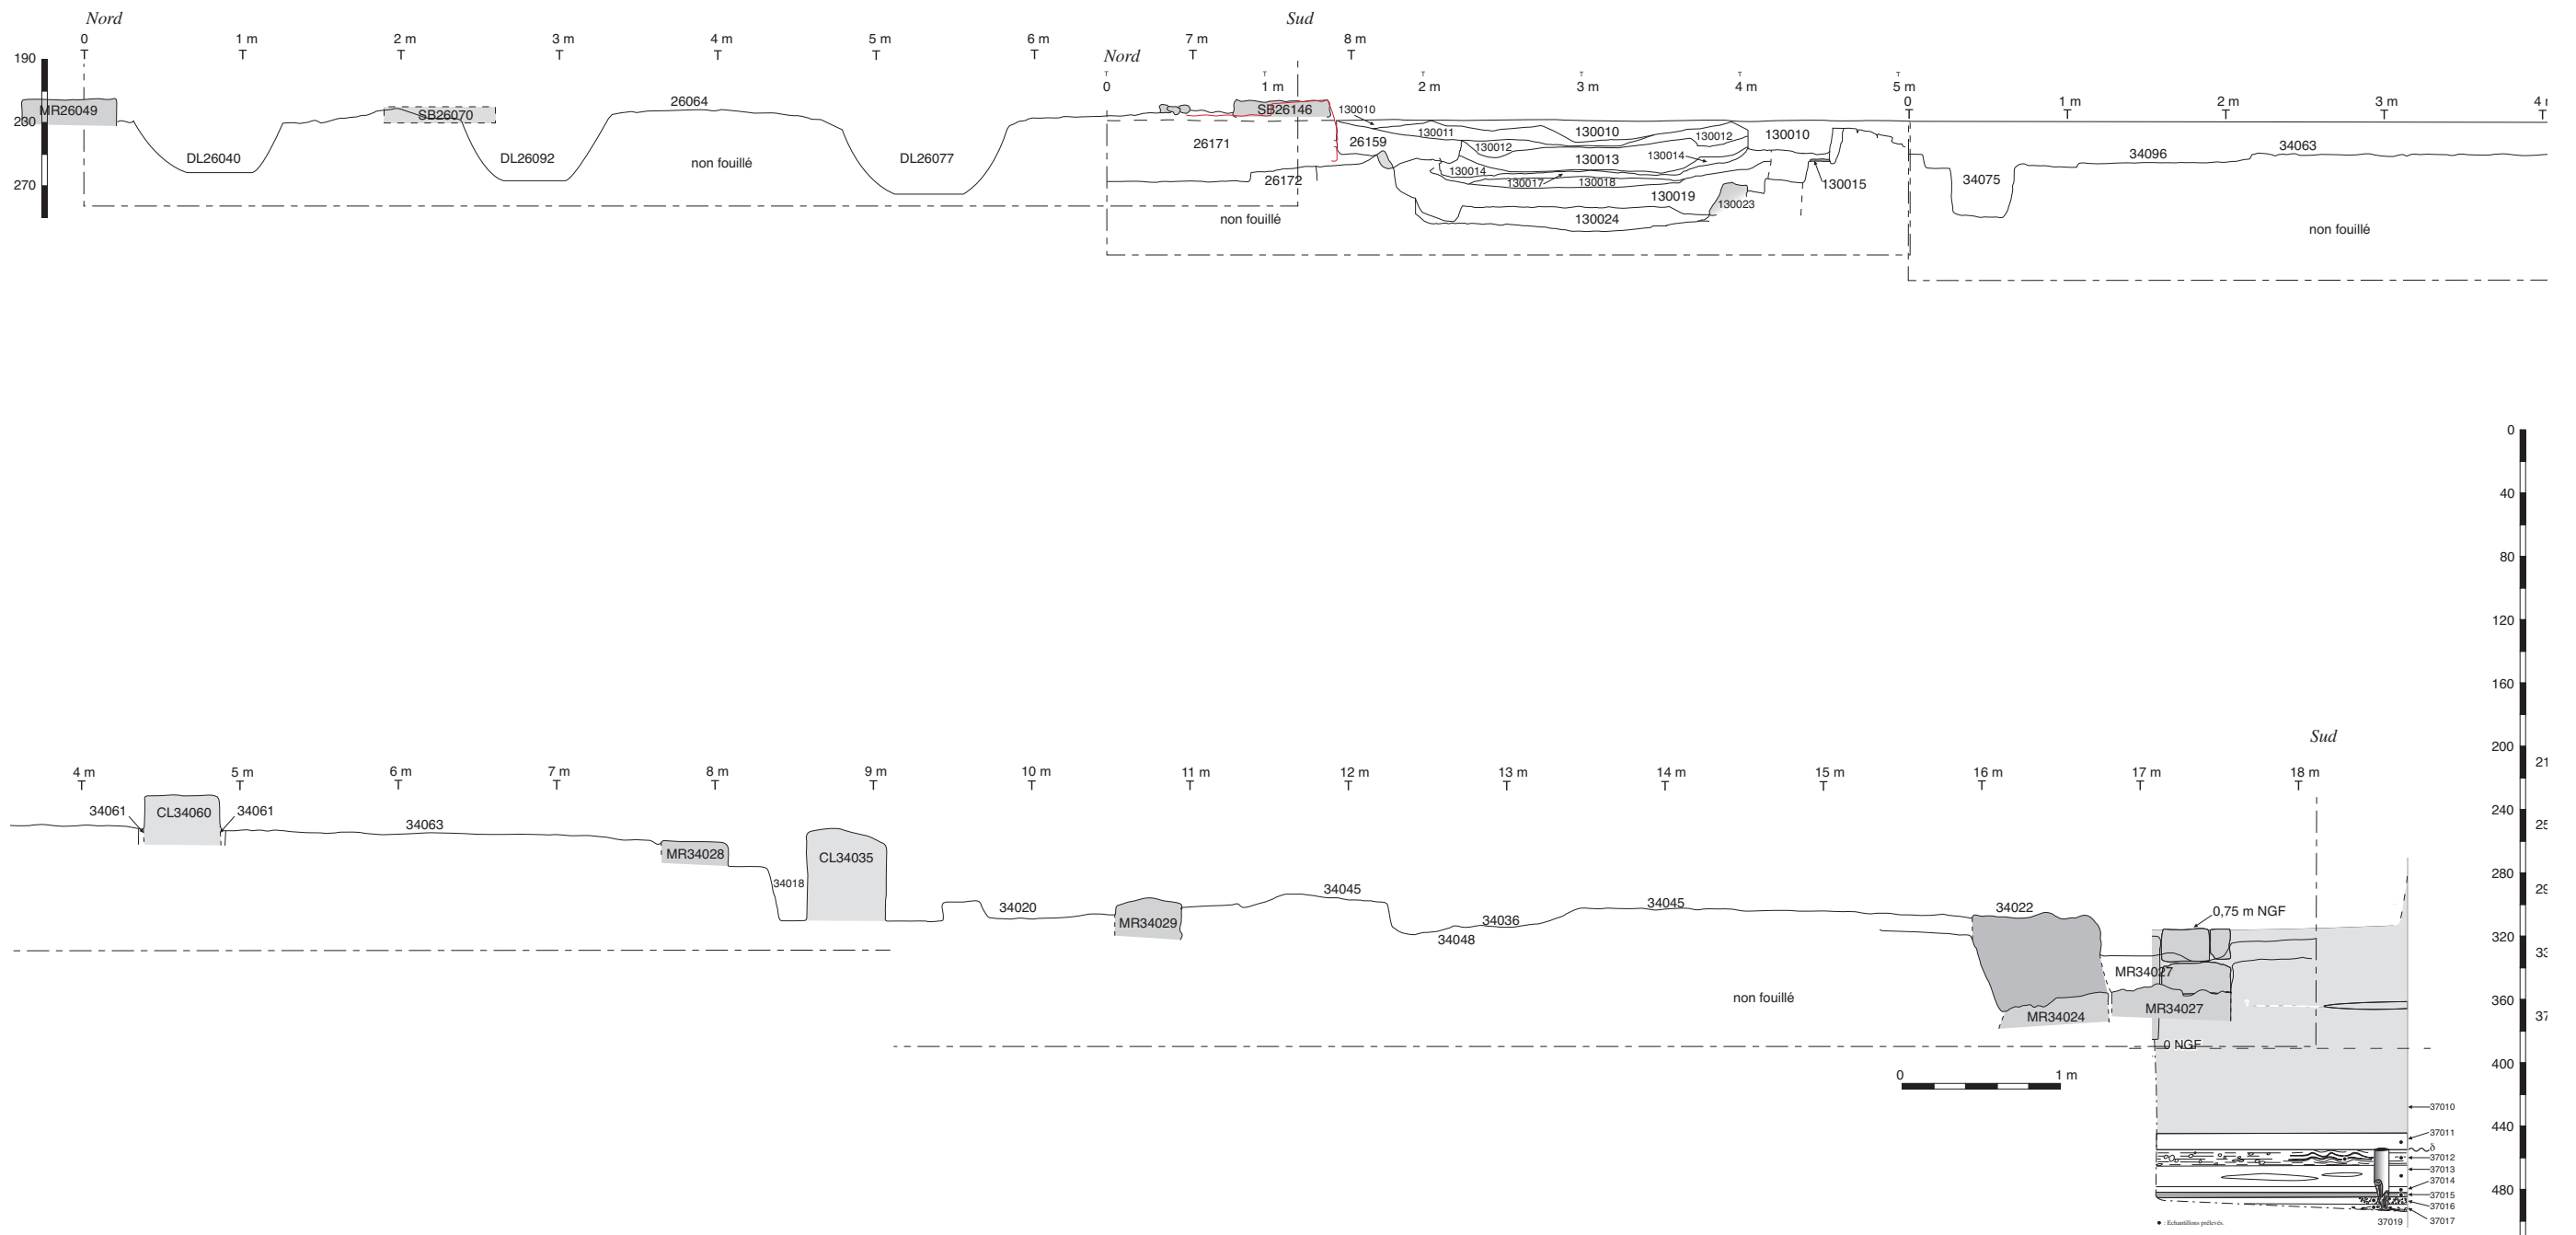 Nord
Sud
0 1 m 2 m 3 m 4 m 5 m 6 m 7 m 8 m
Nord
0 1 m 2 m 3 m 4 m 5 m
0 1 m 2 m 3 m
190
230
270
MR26049
SB26070
26064
SB26146
130010
130011
130010
130012
130010
DL26040
DL26092
non fouillé
DL26077
26171
26159
130012
130013
130014
34096
34063
130014
130017
130018
26172
130015
34075
130019
130023
non fouillé
130024
non fouillé
0
40
80
120
160
200
240
280
320
360
400
440
480
Sud
4 m 5 m 6 m 7 m 8 m 9 m 10 m 11 m 12 m 13 m 14 m 15 m 16 m 17 m 18 m
34061
CL34060
34061
34063
MR34028
CL34035
34018
34020
MR34029
34045
34036
34048
34045
34022
0,75 m NGF
MR34027
non fouillé
MR34024
MR34027
0 NGF
0 1 m
37010
37011
δ
37012
37013
37014
37015
37016
37017
37019
● : Echantillons prélevés.